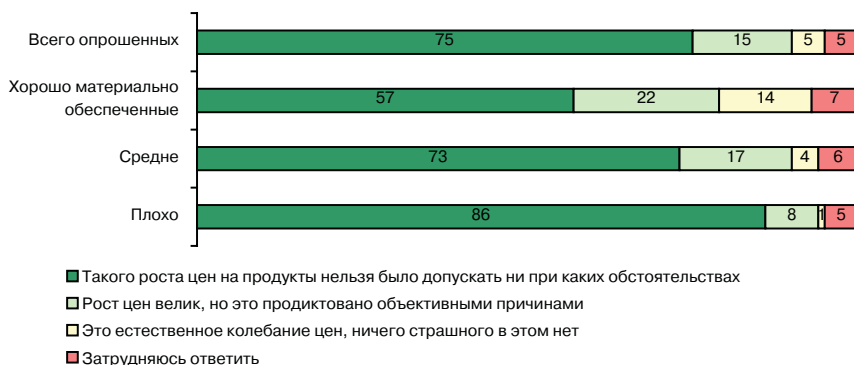 Всего опрошенных
75 15 5 5
Хорошо материально
обеспеченные
57 22 14 7
Средне
73 17 4 6
Плохо
86 8 1 5
Такого роста цен на продукты нельзя было допускать ни при каких обстоятельствах
Рост цен велик, но это продиктовано объективными причинами
Это естественное колебание цен, ничего страшного в этом нет
Затрудняюсь ответить